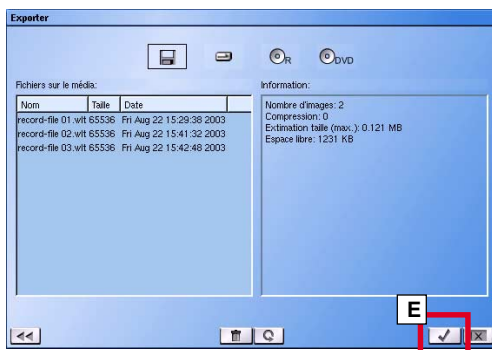 Exporter
R
DVD
Fichiers sur le média:
Information:
Nom Taille Date
record-file 01.wlt 65536 Fri Aug 22 15:29:38 2003
record-file 02.wlt 65536 Fri Aug 22 15:41:32 2003
record-file 03.wlt 65536 Fri Aug 22 15:42:48 2003
Nombre d'images: 2
Compression: 0
Extimation taille (max.): 0.121 MB
Espace libre: 1231 KB
E